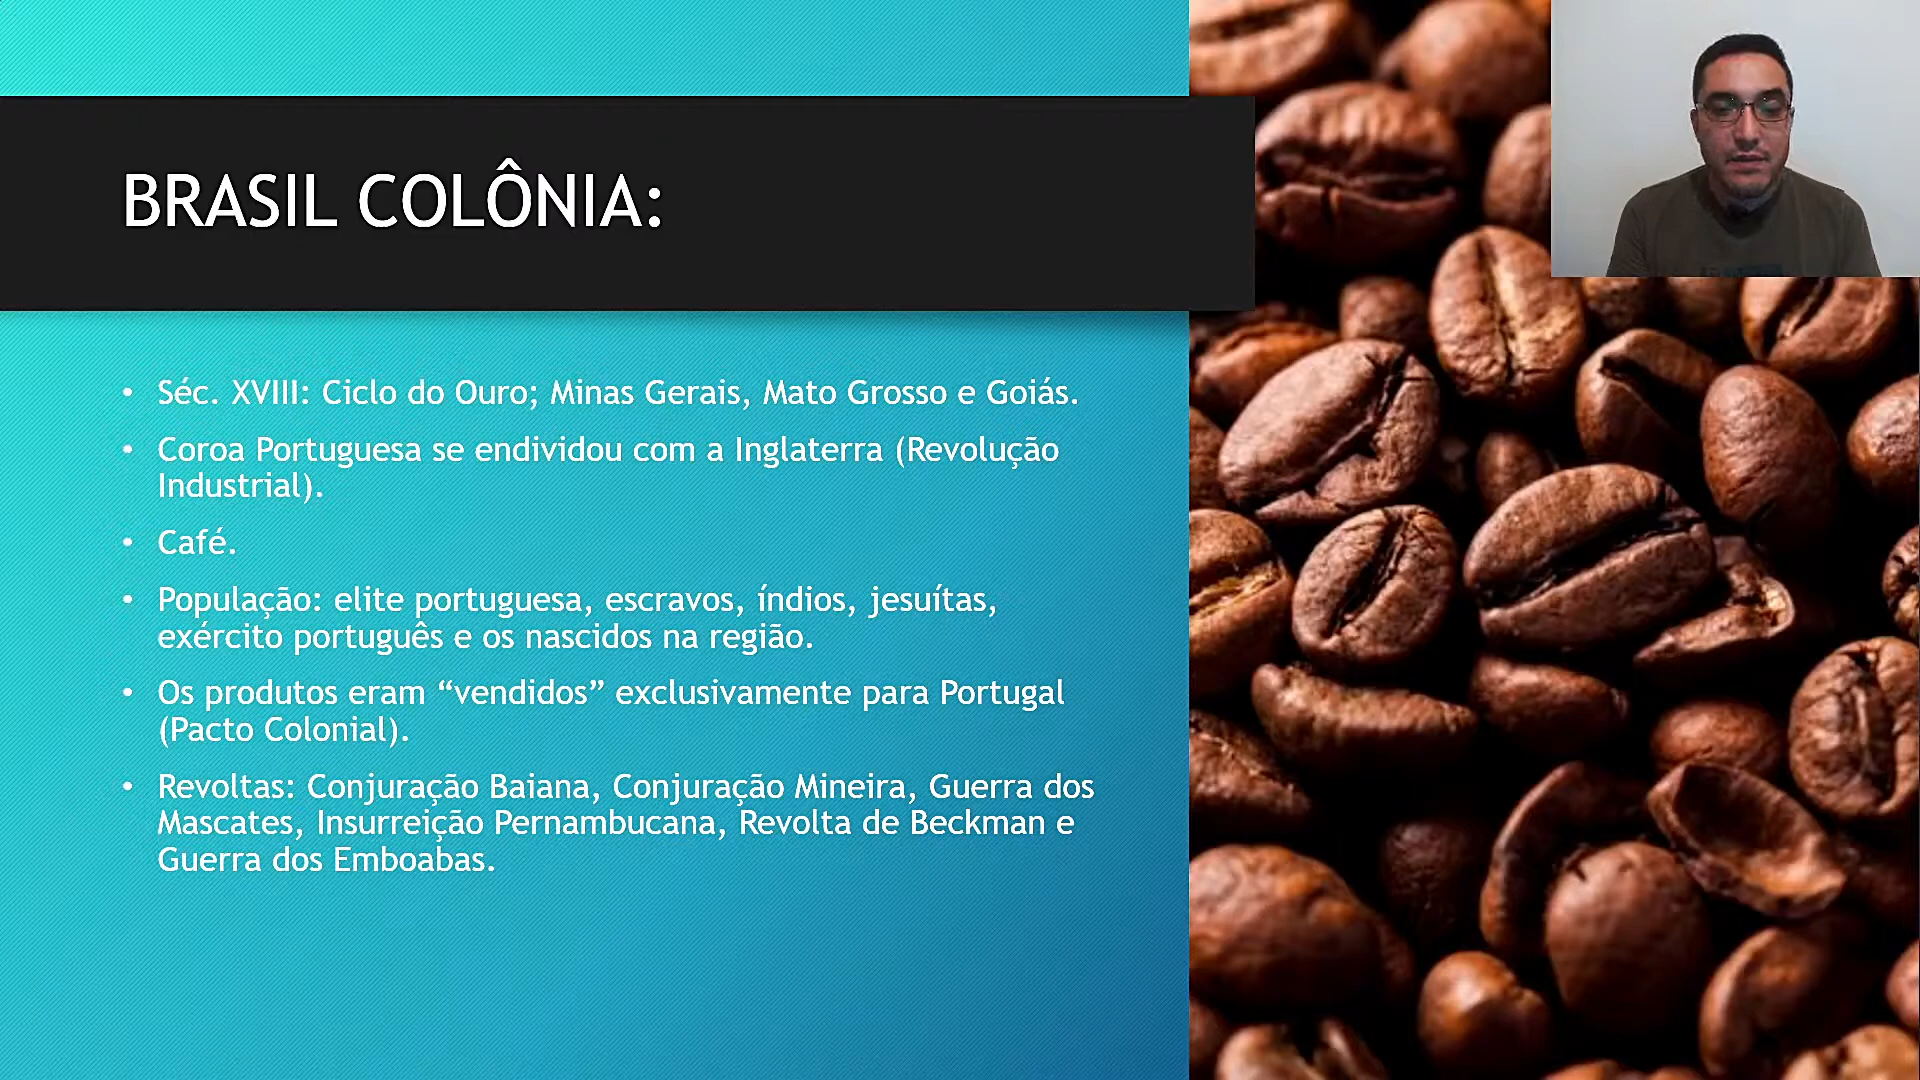 BRASIL COLÔNIA:
• Séc. XVIII: Ciclo do Ouro; Minas Gerais, Mato Grosso e Goiás.
• Coroa Portuguesa se endividou com a Inglaterra (Revolução
Industrial).
• Café.
• População: elite portuguesa, escravos, índios, jesuítas,
exército português e os nascidos na região.
• Os produtos eram “vendidos” exclusivamente para Portugal
(Pacto Colonial).
• Revoltas: Conjuração Baiana, Conjuração Mineira, Guerra dos
Mascates, Insurreição Pernambucana, Revolta de Beckman e
Guerra dos Emboabas.